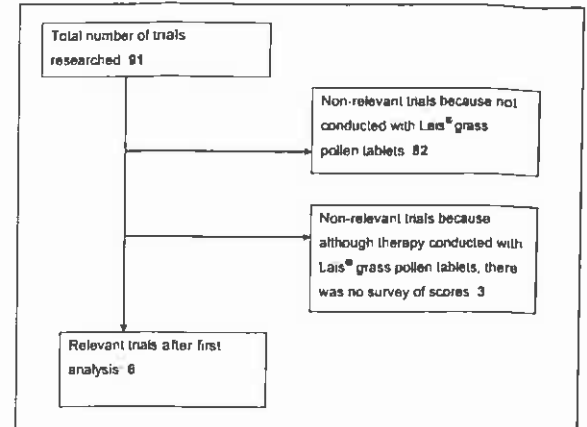 Total number of trials
researched 91
Non-relevant trials because not
conducted with Lais® grass
pollen tablets 82
Non-relevant trials because
although therapy conducted with
Lais® grass pollen tablets, there
was no survey of scores 3
Relevant trials after first
analysis 6